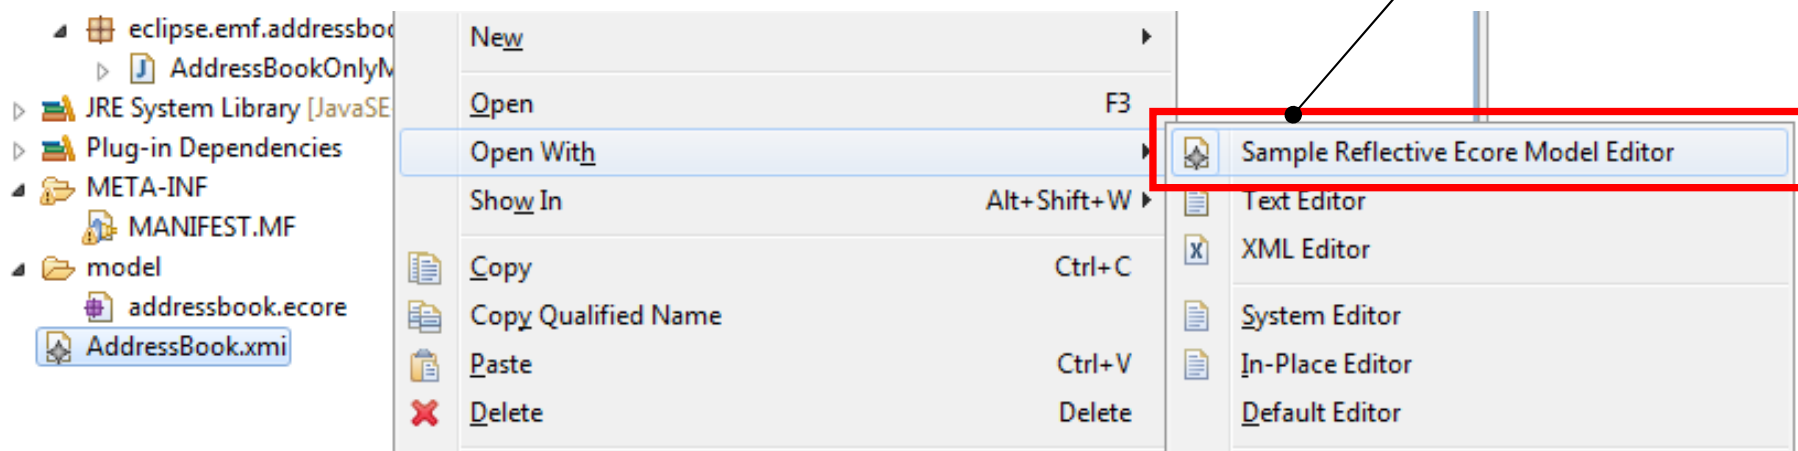 eclipse.emf.addressboo
AddressBookOnlyM
JRE System Library [JavaSE-
Plug-in Dependencies
META-INF
MANIFEST.MF
model
addressbook.ecore
AddressBook.xmi
New
Open F3
Open With
Show In Alt+Shift+W
Copy Ctrl+C
Copy Qualified Name
Paste Ctrl+V
Delete Delete
Sample Reflective Ecore Model Editor
Text Editor
XML Editor
System Editor
In-Place Editor
Default Editor